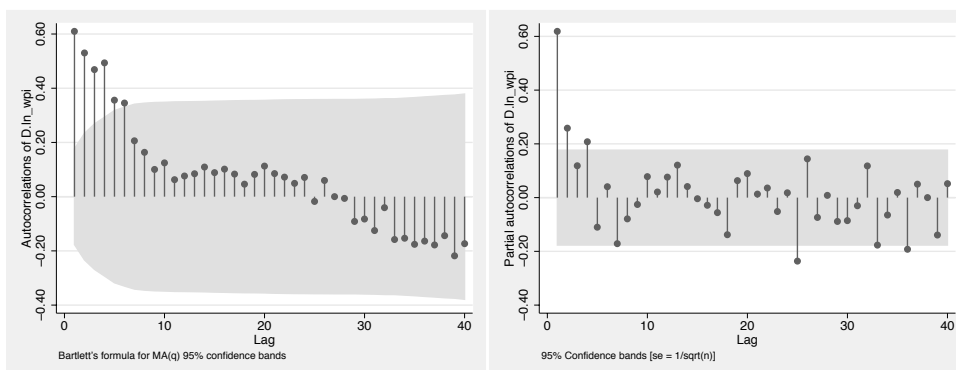 Autocorrelations of D.ln_wpi
0.60
0.40
0.20
0.00
−0.20
−0.40
0 10 20 30 40
Lag
Bartlett's formula for MA(q) 95% confidence bands
Partial autocorrelations of D.ln_wpi
0.60
0.40
0.20
0.00
−0.20
−0.40
0 10 20 30 40
Lag
95% Confidence bands [se = 1/sqrt(n)]